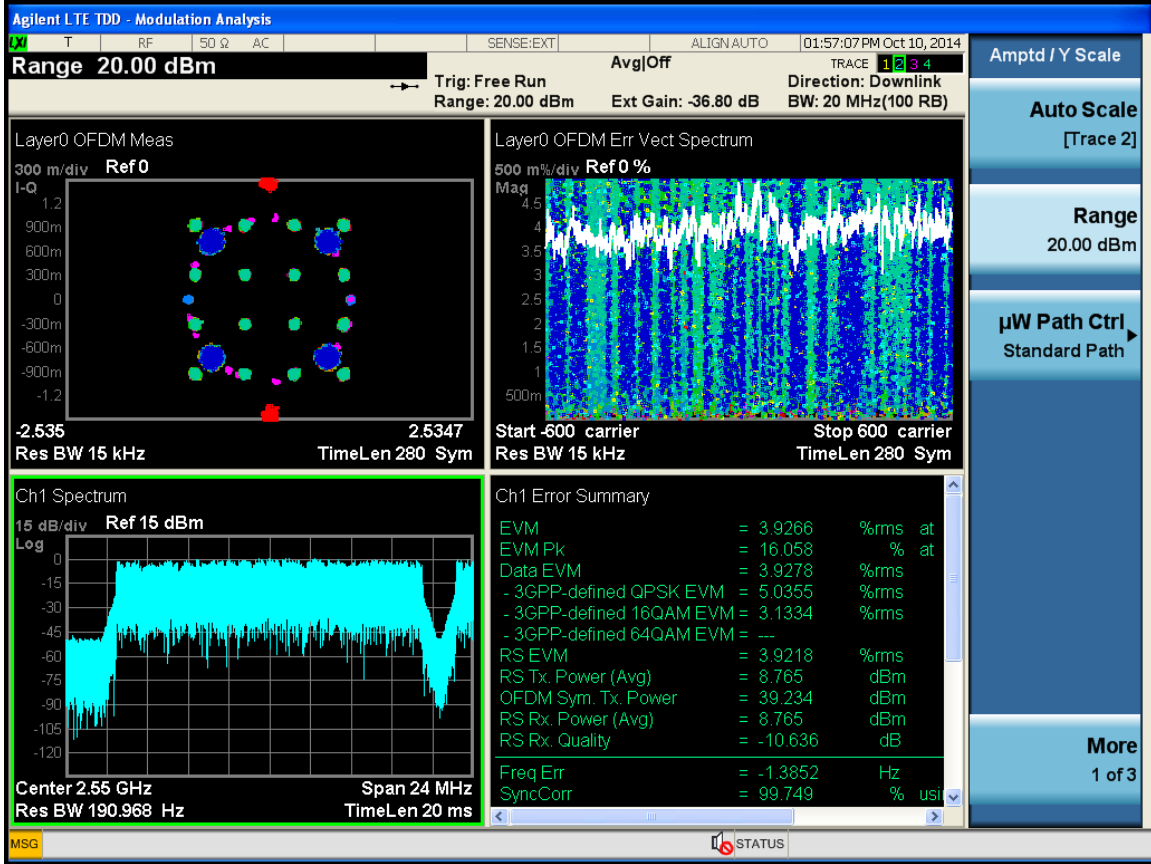 Agilent LTE TDD - Modulation Analysis
LXI T RF 50 Ω AC SENSE:EXT ALIGN AUTO 01:57:07 PM Oct 10, 2014
Range 20.00 dBm
Avg|Off
TRACE 1 2 3 4
Trig: Free Run
Direction: Downlink
Range: 20.00 dBm Ext Gain: -36.80 dB BW: 20 MHz(100 RB)
Layer0 OFDM Meas
300 m/div Ref 0
I-Q
1.2
900m
600m
300m
0
-300m
-600m
-900m
-1.2
-2.535 2.5347
Res BW 15 kHz TimeLen 280 Sym
Layer0 OFDM Err Vect Spectrum
500 m%/div Ref 0 %
Mag
4.5
4
3.5
3
2.5
2
1.5
1
500m
Start -600 carrier Stop 600 carrier
Res BW 15 kHz TimeLen 280 Sym
Ch1 Spectrum
15 dB/div Ref 15 dBm
Log
0
-15
-30
-45
-60
-75
-90
-105
-120
Center 2.55 GHz Span 24 MHz
Res BW 190.968 Hz TimeLen 20 ms
Ch1 Error Summary
EVM = 3.9266 %rms at
EVM Pk = 16.058 % at
Data EVM = 3.9278 %rms
- 3GPP-defined QPSK EVM = 5.0355 %rms
- 3GPP-defined 16QAM EVM = 3.1334 %rms
- 3GPP-defined 64QAM EVM = ---
RS EVM = 3.9218 %rms
RS Tx. Power (Avg) = 8.765 dBm
OFDM Sym. Tx. Power = 39.234 dBm
RS Rx. Power (Avg) = 8.765 dBm
RS Rx. Quality = -10.636 dB
Freq Err = -1.3852 Hz
SyncCorr = 99.749 % usi
Amptd / Y Scale
Auto Scale
[Trace 2]
Range
20.00 dBm
µW Path Ctrl
Standard Path
More
1 of 3
MSG STATUS